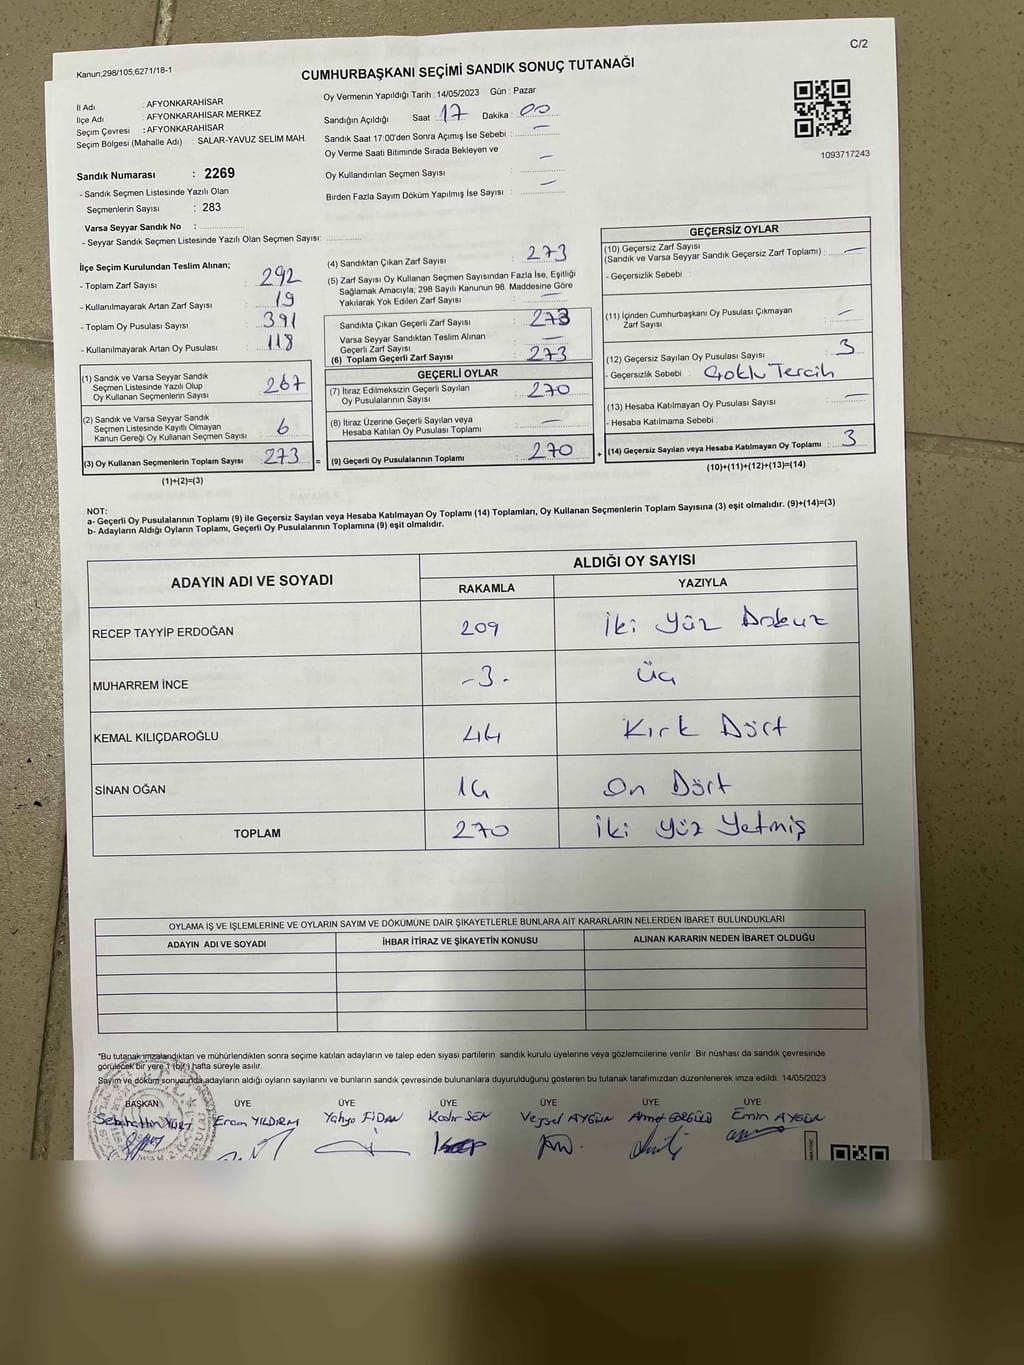 C/2
Kanun;298/105,6271/18-1
CUMHURBAŞKANI SEÇİMİ SANDIK SONUÇ TUTANAĞI
İl Adı : AFYONKARAHİSAR
İlçe Adı : AFYONKARAHİSAR MERKEZ
Seçim Çevresi : AFYONKARAHİSAR
Seçim Bölgesi (Mahalle Adı) : SALAR-YAVUZ SELİM MAH.
Sandık Numarası : 2269
- Sandık Seçmen Listesinde Yazılı Olan
Seçmenlerin Sayısı : 283
Varsa Seyyar Sandık No :
- Seyyar Sandık Seçmen Listesinde Yazılı Olan Seçmen Sayısı:
Oy Vermenin Yapıldığı Tarih : 14/05/2023 Gün : Pazar
Sandığın Açıldığı Saat : 17 Dakika : 00
Sandık Saat 17:00'den Sonra Açımış İse Sebebi : —
Oy Verme Saati Bitiminde Sırada Bekleyen ve
Oy Kullandırılan Seçmen Sayısı : —
Birden Fazla Sayım Döküm Yapılmış İse Sayısı : —
1093717243
İlçe Seçim Kurulundan Teslim Alınan;
- Toplam Zarf Sayısı : 292
- Kullanılmayarak Artan Zarf Sayısı : 19
- Toplam Oy Pusulası Sayısı : 391
- Kullanılmayarak Artan Oy Pusulası : 118
(1) Sandık ve Varsa Seyyar Sandık
Seçmen Listesinde Yazılı Olup
Oy Kullanan Seçmenlerin Sayısı : 267
(2) Sandık ve Varsa Seyyar Sandık
Seçmen Listesinde Kayıtlı Olmayan
Kanun Gereği Oy Kullanan Seçmen Sayısı : 6
(3) Oy Kullanan Seçmenlerin Toplam Sayısı : 273 =
(1)+(2)=(3)
(4) Sandıktan Çıkan Zarf Sayısı : 273
(5) Zarf Sayısı Oy Kullanan Seçmen Sayısından Fazla İse, Eşitliği
Sağlamak Amacıyla; 298 Sayılı Kanunun 98. Maddesine Göre
Yakılarak Yok Edilen Zarf Sayısı : —
Sandıkta Çıkan Geçerli Zarf Sayısı : 273
Varsa Seyyar Sandıktan Teslim Alınan
Geçerli Zarf Sayısı : —
(6) Toplam Geçerli Zarf Sayısı : 273
GEÇERLİ OYLAR
(7) İtiraz Edilmeksizin Geçerli Sayılan
Oy Pusulalarının Sayısı : 270
(8) İtiraz Üzerine Geçerli Sayılan veya
Hesaba Katılan Oy Pusulası Toplamı : —
(9) Geçerli Oy Pusulalarının Toplamı : 270 +
GEÇERSİZ OYLAR
(10) Geçersiz Zarf Sayısı
(Sandık ve Varsa Seyyar Sandık Geçersiz Zarf Toplamı) : —
- Geçersizlik Sebebi :
(11) İçinden Cumhurbaşkanı Oy Pusulası Çıkmayan
Zarf Sayısı : —
(12) Geçersiz Sayılan Oy Pusulası Sayısı : 3
- Geçersizlik Sebebi : Çoklu Tercih
(13) Hesaba Katılmayan Oy Pusulası Sayısı : —
- Hesaba Katılmama Sebebi :
(14) Geçersiz Sayılan veya Hesaba Katılmayan Oy Toplamı : 3
(10)+(11)+(12)+(13)=(14)
NOT:
a- Geçerli Oy Pusulalarının Toplamı (9) ile Geçersiz Sayılan veya Hesaba Katılmayan Oy Toplamı (14) Toplamları, Oy Kullanan Seçmenlerin Toplam Sayısına (3) eşit olmalıdır. (9)+(14)=(3)
b- Adayların Aldığı Oyların Toplamı, Geçerli Oy Pusulalarının Toplamına (9) eşit olmalıdır.
ADAYIN ADI VE SOYADI ALDIĞI OY SAYISI
RAKAMLA YAZIYLA
RECEP TAYYİP ERDOĞAN 209 İki Yüz Dokuz
MUHARREM İNCE -3- Üç
KEMAL KILIÇDAROĞLU 44 Kırk Dört
SİNAN OĞAN 14 On Dört
TOPLAM 270 İki Yüz Yetmiş
OYLAMA İŞ VE İŞLEMLERİNE VE OYLARIN SAYIM VE DÖKÜMÜNE DAİR ŞİKAYETLERLE BUNLARA AİT KARARLARIN NELERDEN İBARET BULUNDUKLARI
ADAYIN ADI VE SOYADI İHBAR İTİRAZ VE ŞİKAYETİN KONUSU ALINAN KARARIN NEDEN İBARET OLDUĞU
*Bu tutanak imzalandıktan ve mühürlendikten sonra seçime katılan adayların ve talep eden siyasi partilerin sandık kurulu üyelerine veya gözlemcilerine verilir .Bir nüshası da sandık çevresinde
görülecek bir yere 1 (bir) hafta süreyle asılır.
Sayım ve döküm sonucunda adayların aldığı oyların sayılarını ve bunların sandık çevresinde bulunanlara duyurulduğunu gösteren bu tutanak tarafımızdan düzenlenerek imza edildi. 14/05/2023
BAŞKAN ÜYE ÜYE ÜYE ÜYE ÜYE ÜYE
Sebahattin YURT Ercan YILDIRIM Yahya FİDAN Kadir ŞEN Veysel AYGÜN Ahmet Emin AYGÜN